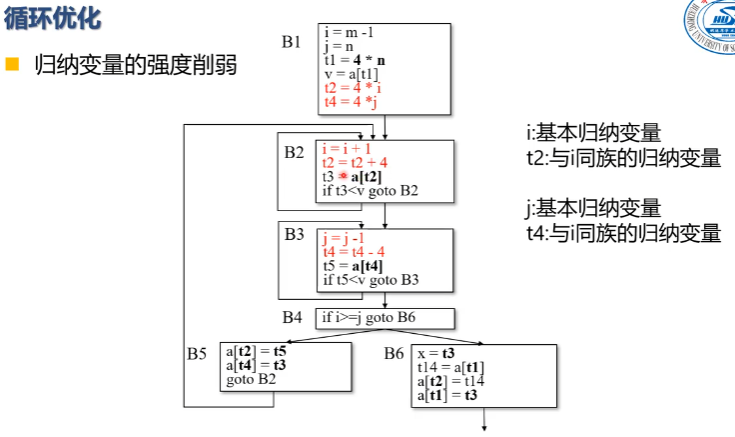 循环优化
归纳变量的强度削弱
B1
i = m -1
j = n
t1 = 4 * n
v = a[t1]
t2 = 4 * i
t4 = 4 *j
B2
i = i + 1
t2 = t2 + 4
t3 = a[t2]
if t3<v goto B2
B3
j = j -1
t4 = t4 - 4
t5 = a[t4]
if t5<v goto B3
B4
if i>=j goto B6
B5
a[t2] = t5
a[t4] = t3
goto B2
B6
x = t3
t14 = a[t1]
a[t2] = t14
a[t1] = t3
i:基本归纳变量
t2:与i同族的归纳变量
j:基本归纳变量
t4:与i同族的归纳变量